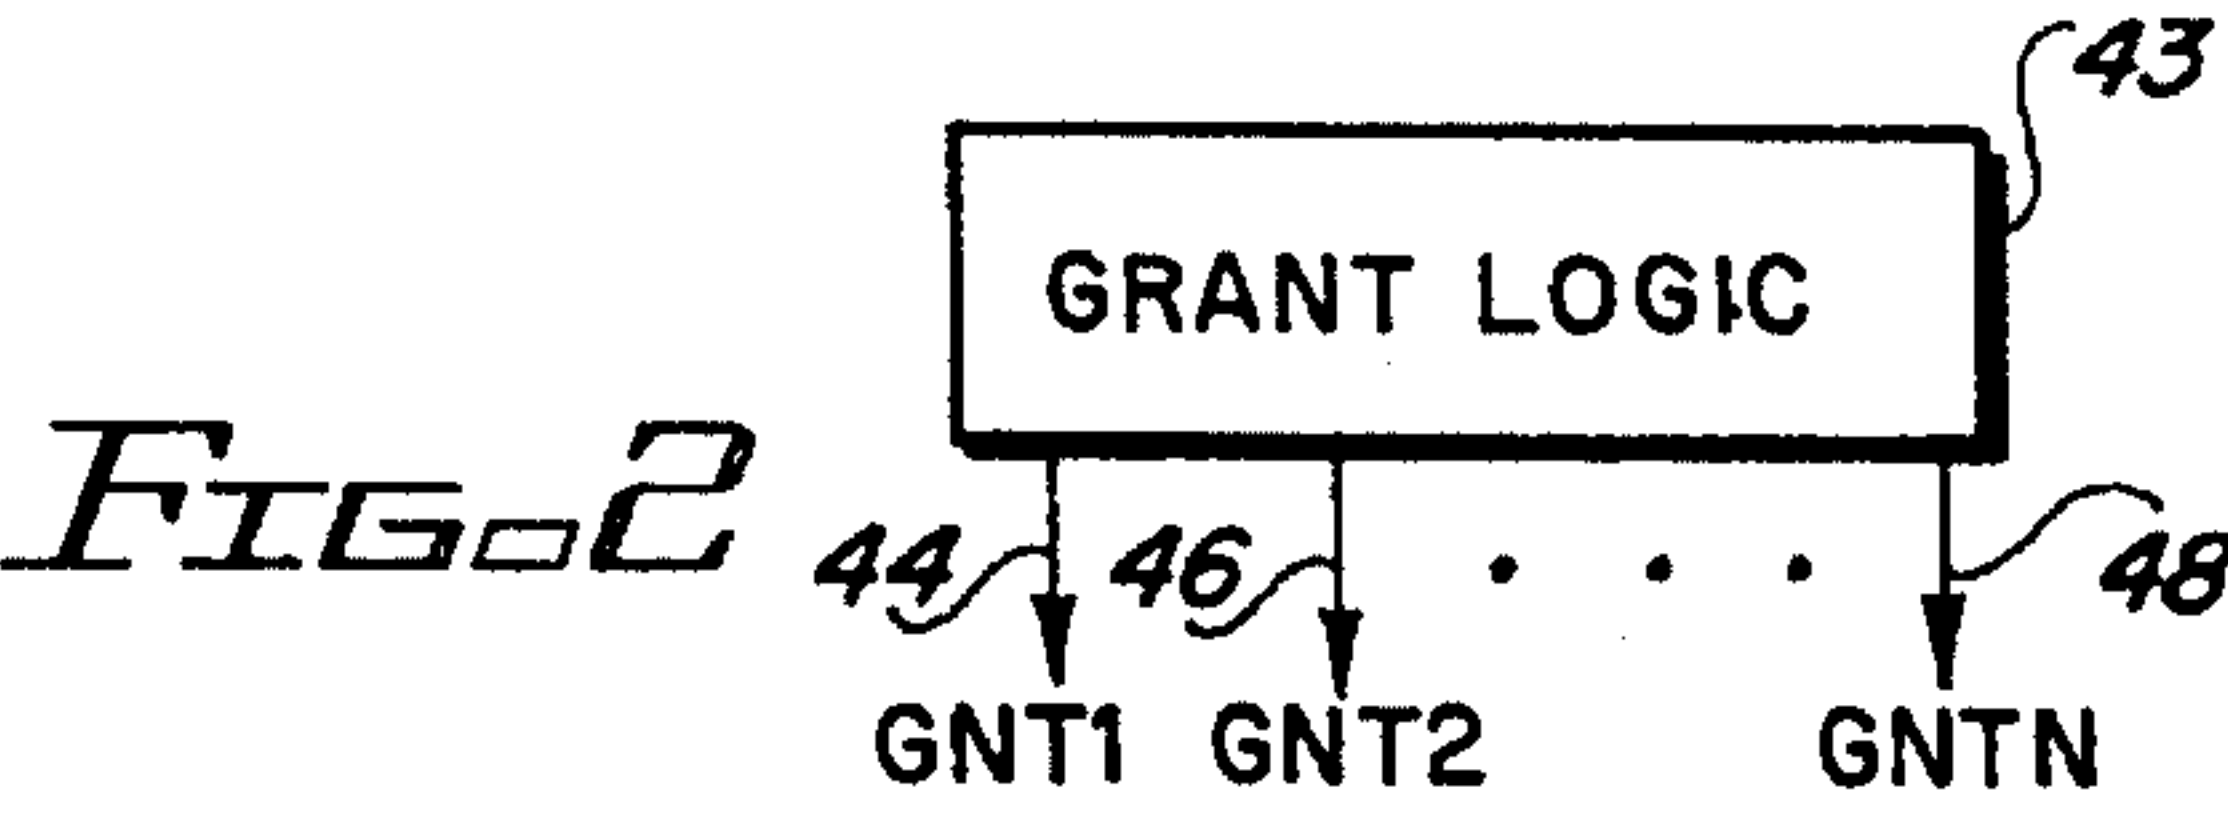 43
GRANT LOGIC
FIG. 2
44 46 . . . 48
GNT1 GNT2 GNTN